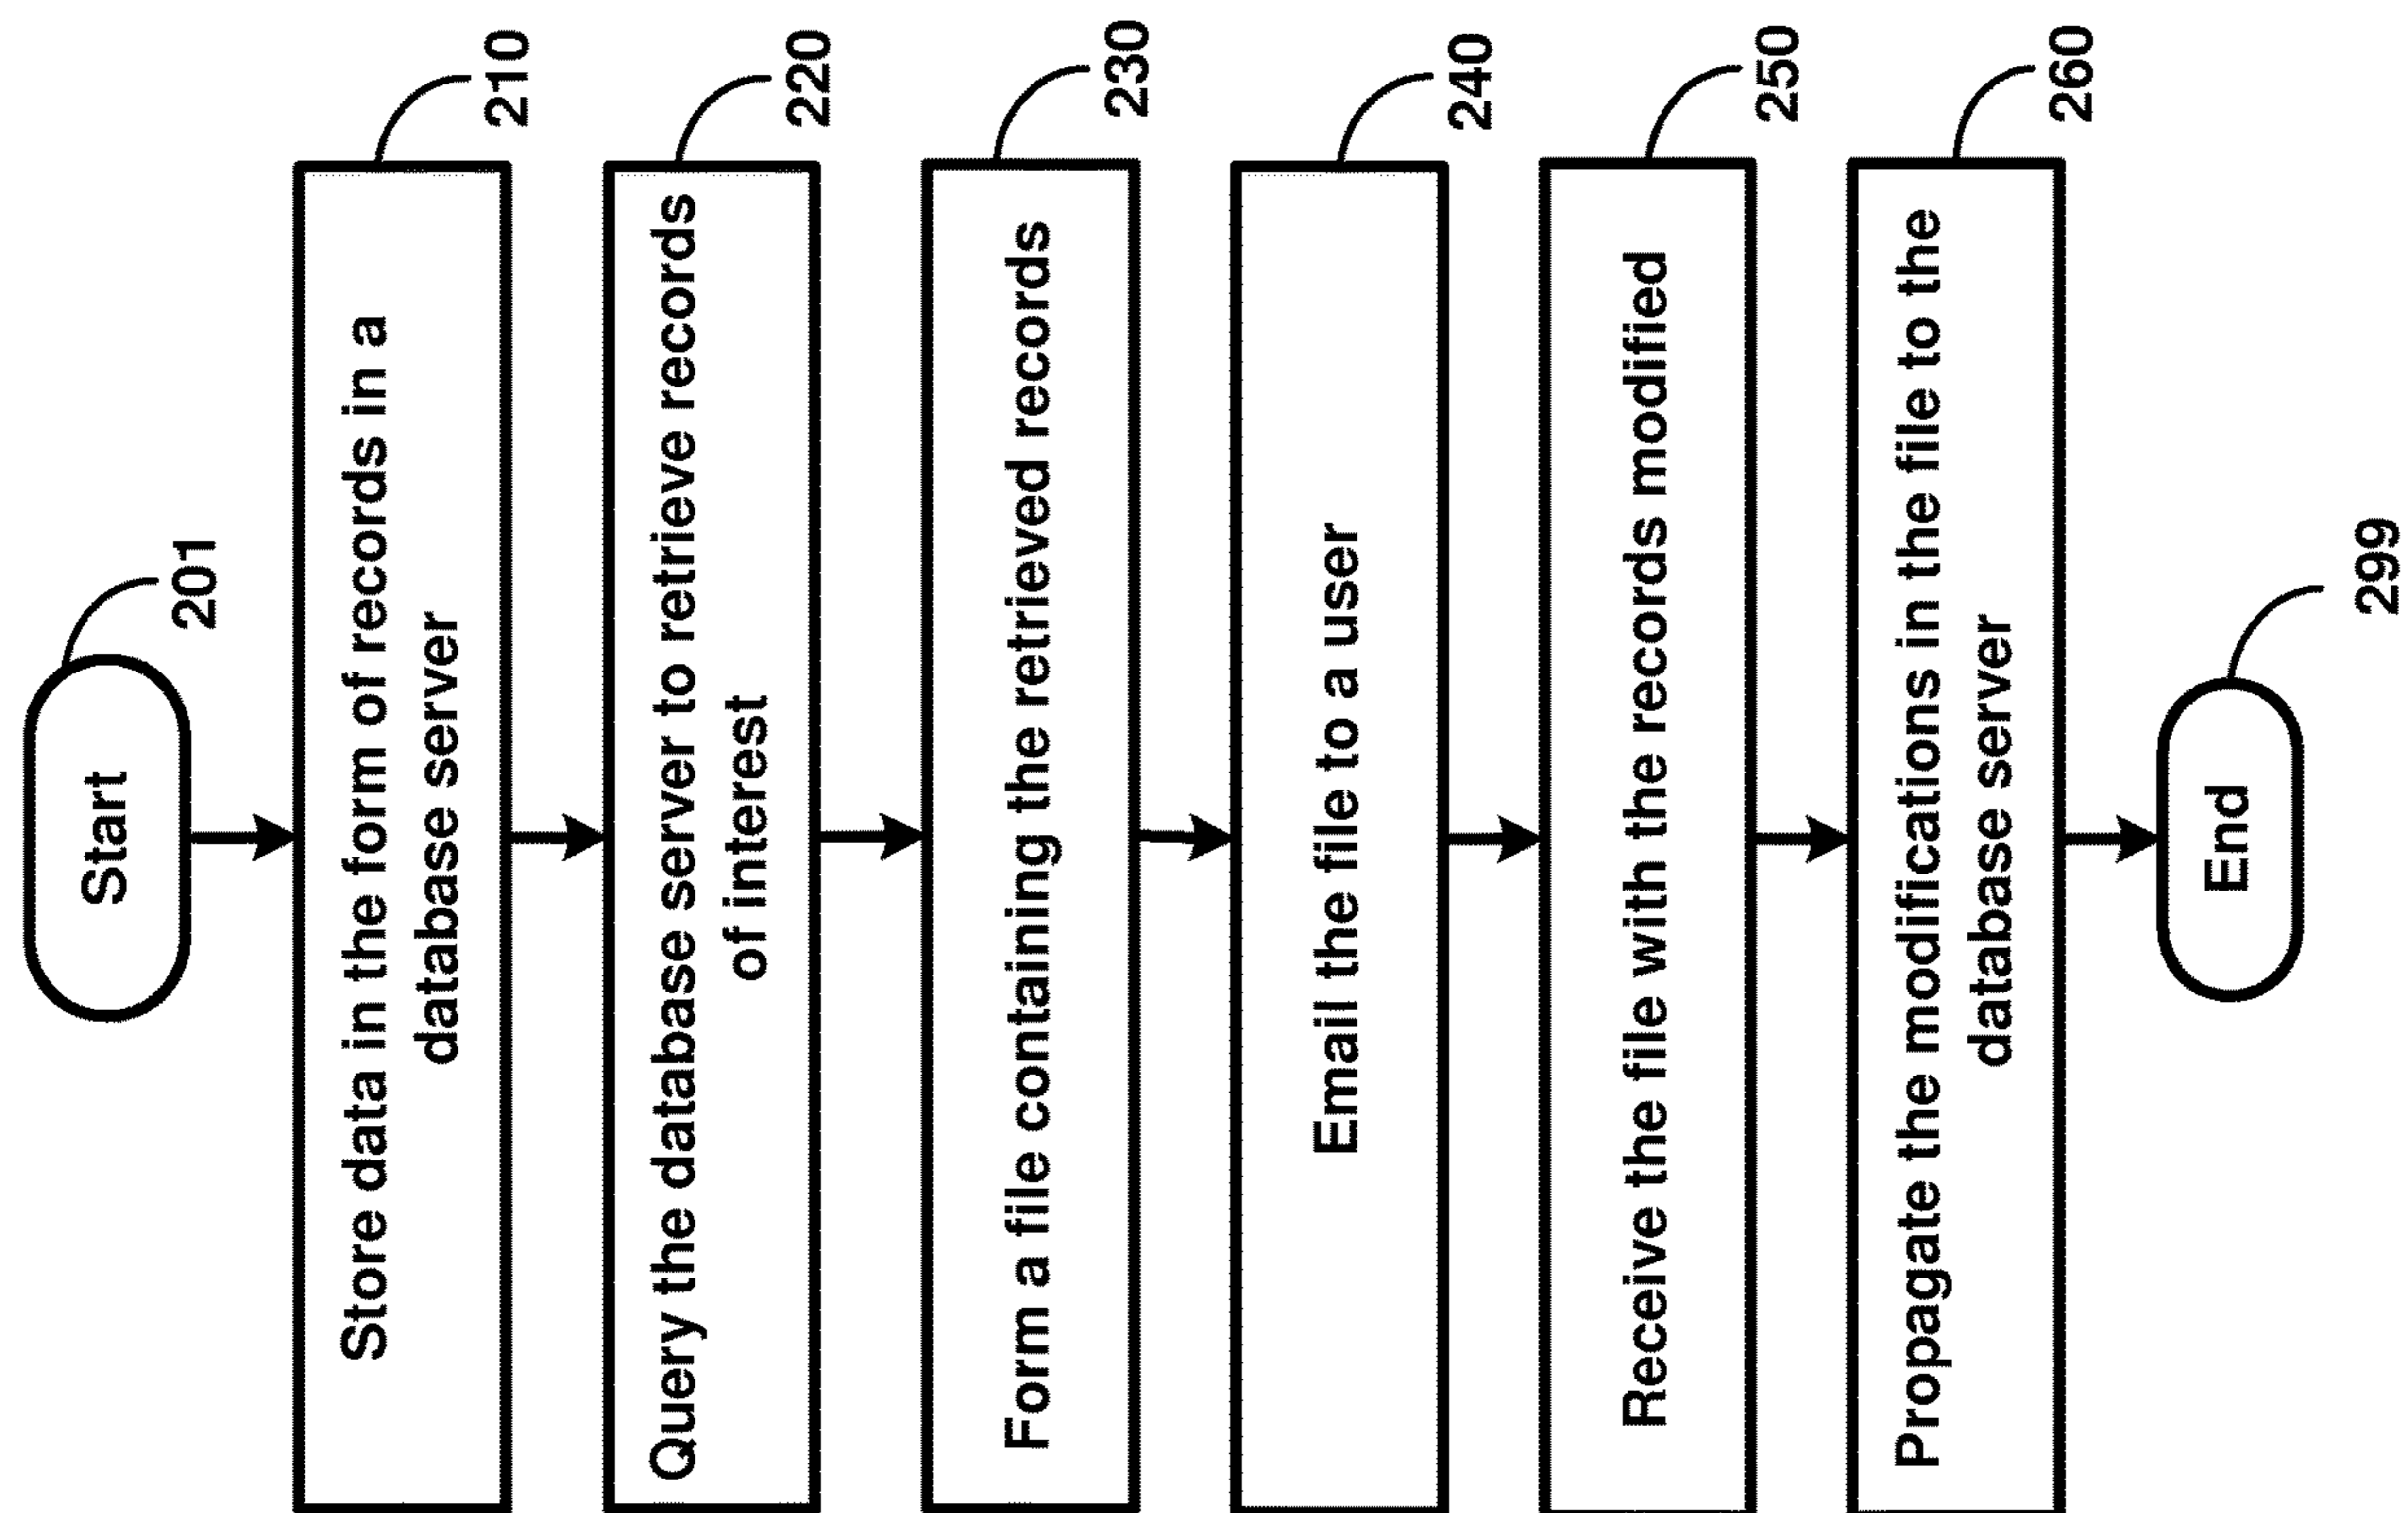 Start
201
Store data in the form of records in a
database server
210
Query the database server to retrieve records
of interest
220
Form a file containing the retrieved records
230
Email the file to a user
240
Receive the file with the records modified
250
Propagate the modifications in the file to the
database server
260
End
299